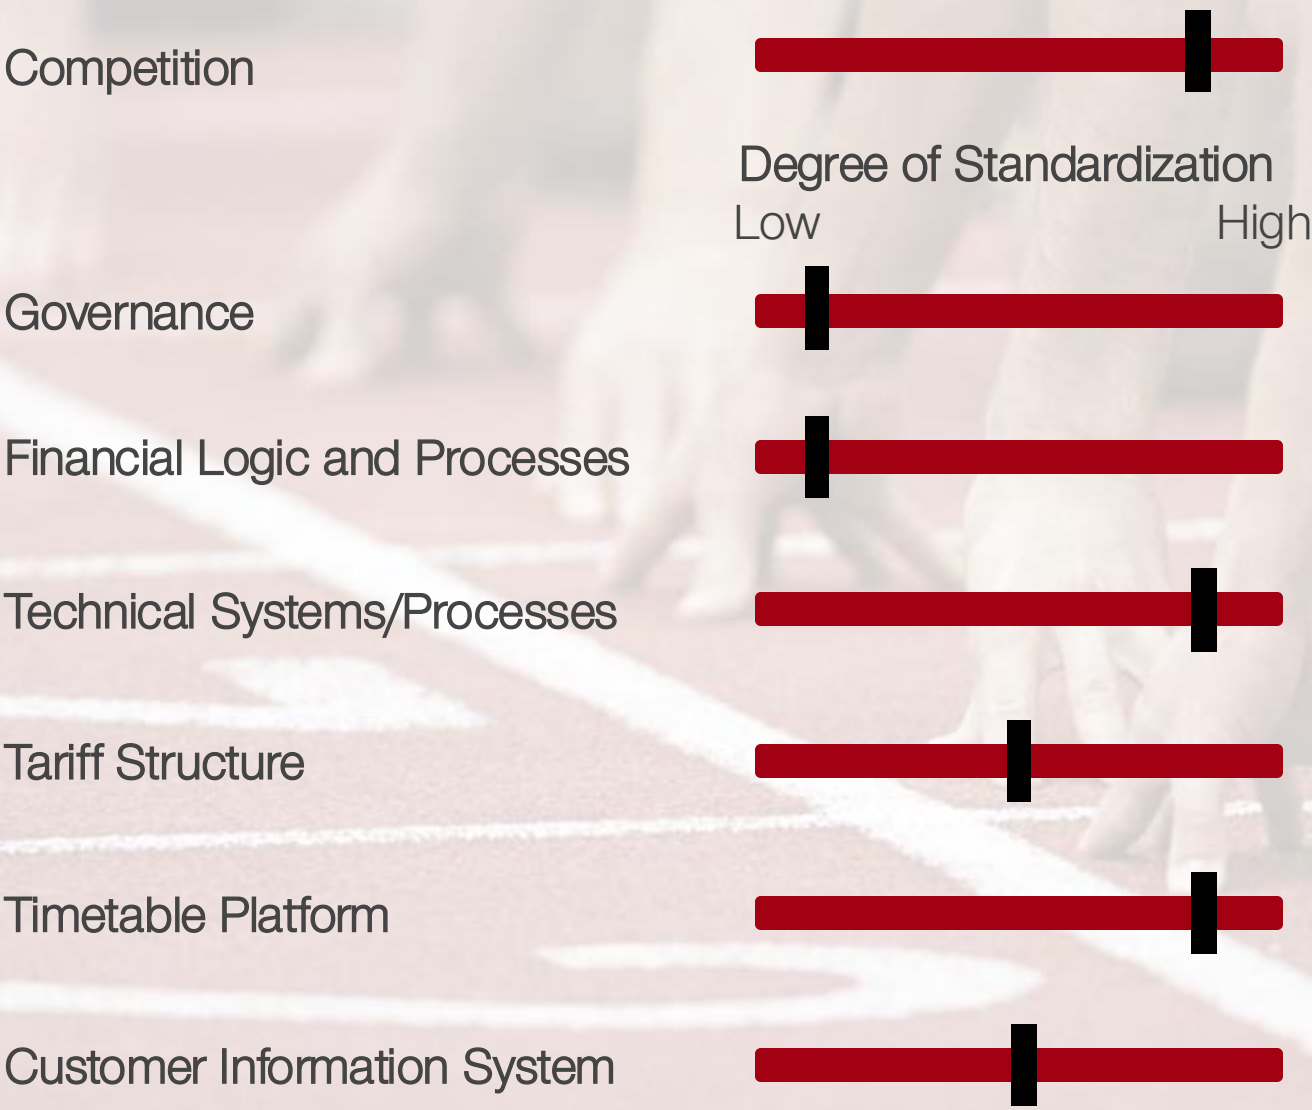 Competition
Degree of Standardization
Low High
Governance
Financial Logic and Processes
Technical Systems/Processes
Tariff Structure
Timetable Platform
Customer Information System